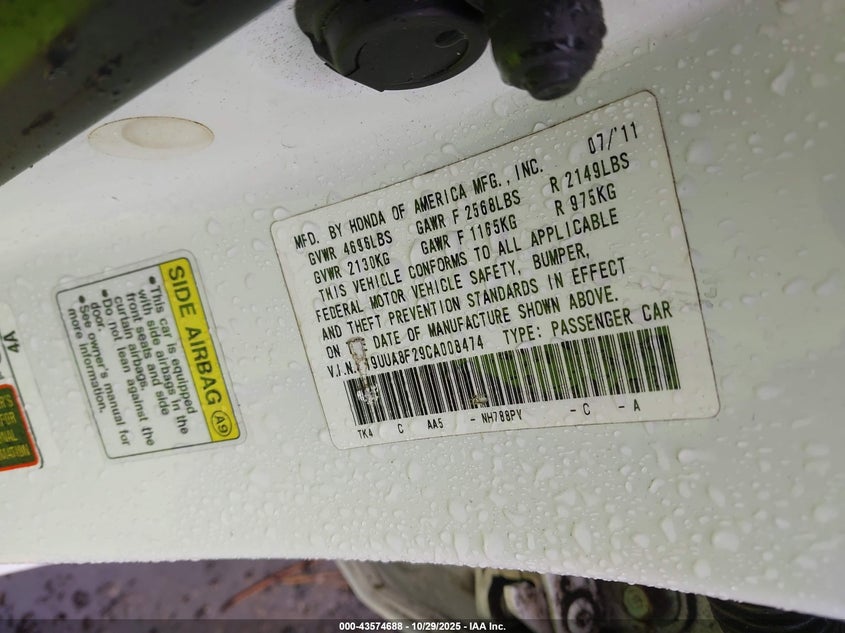 07/'11
MFD. BY HONDA OF AMERICA MFG., INC.
GVWR 4696LBS GAWR F 2568LBS R 2149LBS
GVWR 2130KG GAWR F 1165KG R 975KG
THIS VEHICLE CONFORMS TO ALL APPLICABLE
FEDERAL MOTOR VEHICLE SAFETY, BUMPER,
AND THEFT PREVENTION STANDARDS IN EFFECT
ON DATE OF MANUFACTURE SHOWN ABOVE.
V.I.N. 19UUA8F29CA008474 TYPE: PASSENGER CAR
TK4 C AA5 - NH788PV - C - A
SIDE AIRBAG A9
•This car is equipped
with side airbags in the
front seats and side
curtain airbags.
•Do not lean against the
door.
•See owner's manual for
more information.
4A
000-43574688 - 10/29/2025 - IAA Inc.